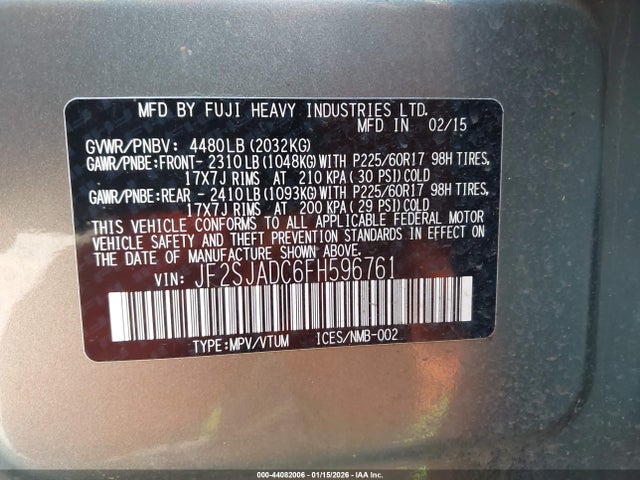 MFD BY FUJI HEAVY INDUSTRIES LTD.
MFD IN 02/15
GVWR/PNBV: 4480LB(2032KG)
GAWR/PNBE:FRONT- 2310LB(1048KG)WITH P225/60R17 98H TIRES,
17X7J RIMS AT 210 KPA( 30 PSI)COLD
GAWR/PNBE:REAR - 2410LB(1093KG)WITH P225/60R17 98H TIRES,
17X7J RIMS AT 200 KPA( 29 PSI)COLD
THIS VEHICLE CONFORMS TO ALL APPLICABLE FEDERAL MOTOR
VEHICLE SAFETY AND THEFT PREVENTION STANDARDS IN EFFECT ON
THE DATE OF MANUFACTURE SHOWN ABOVE.
VIN: JF2SJADC6FH596761
TYPE:MPV/VTUM ICES/NMB-002
000-44082006 - 01/15/2026 - IAA Inc.